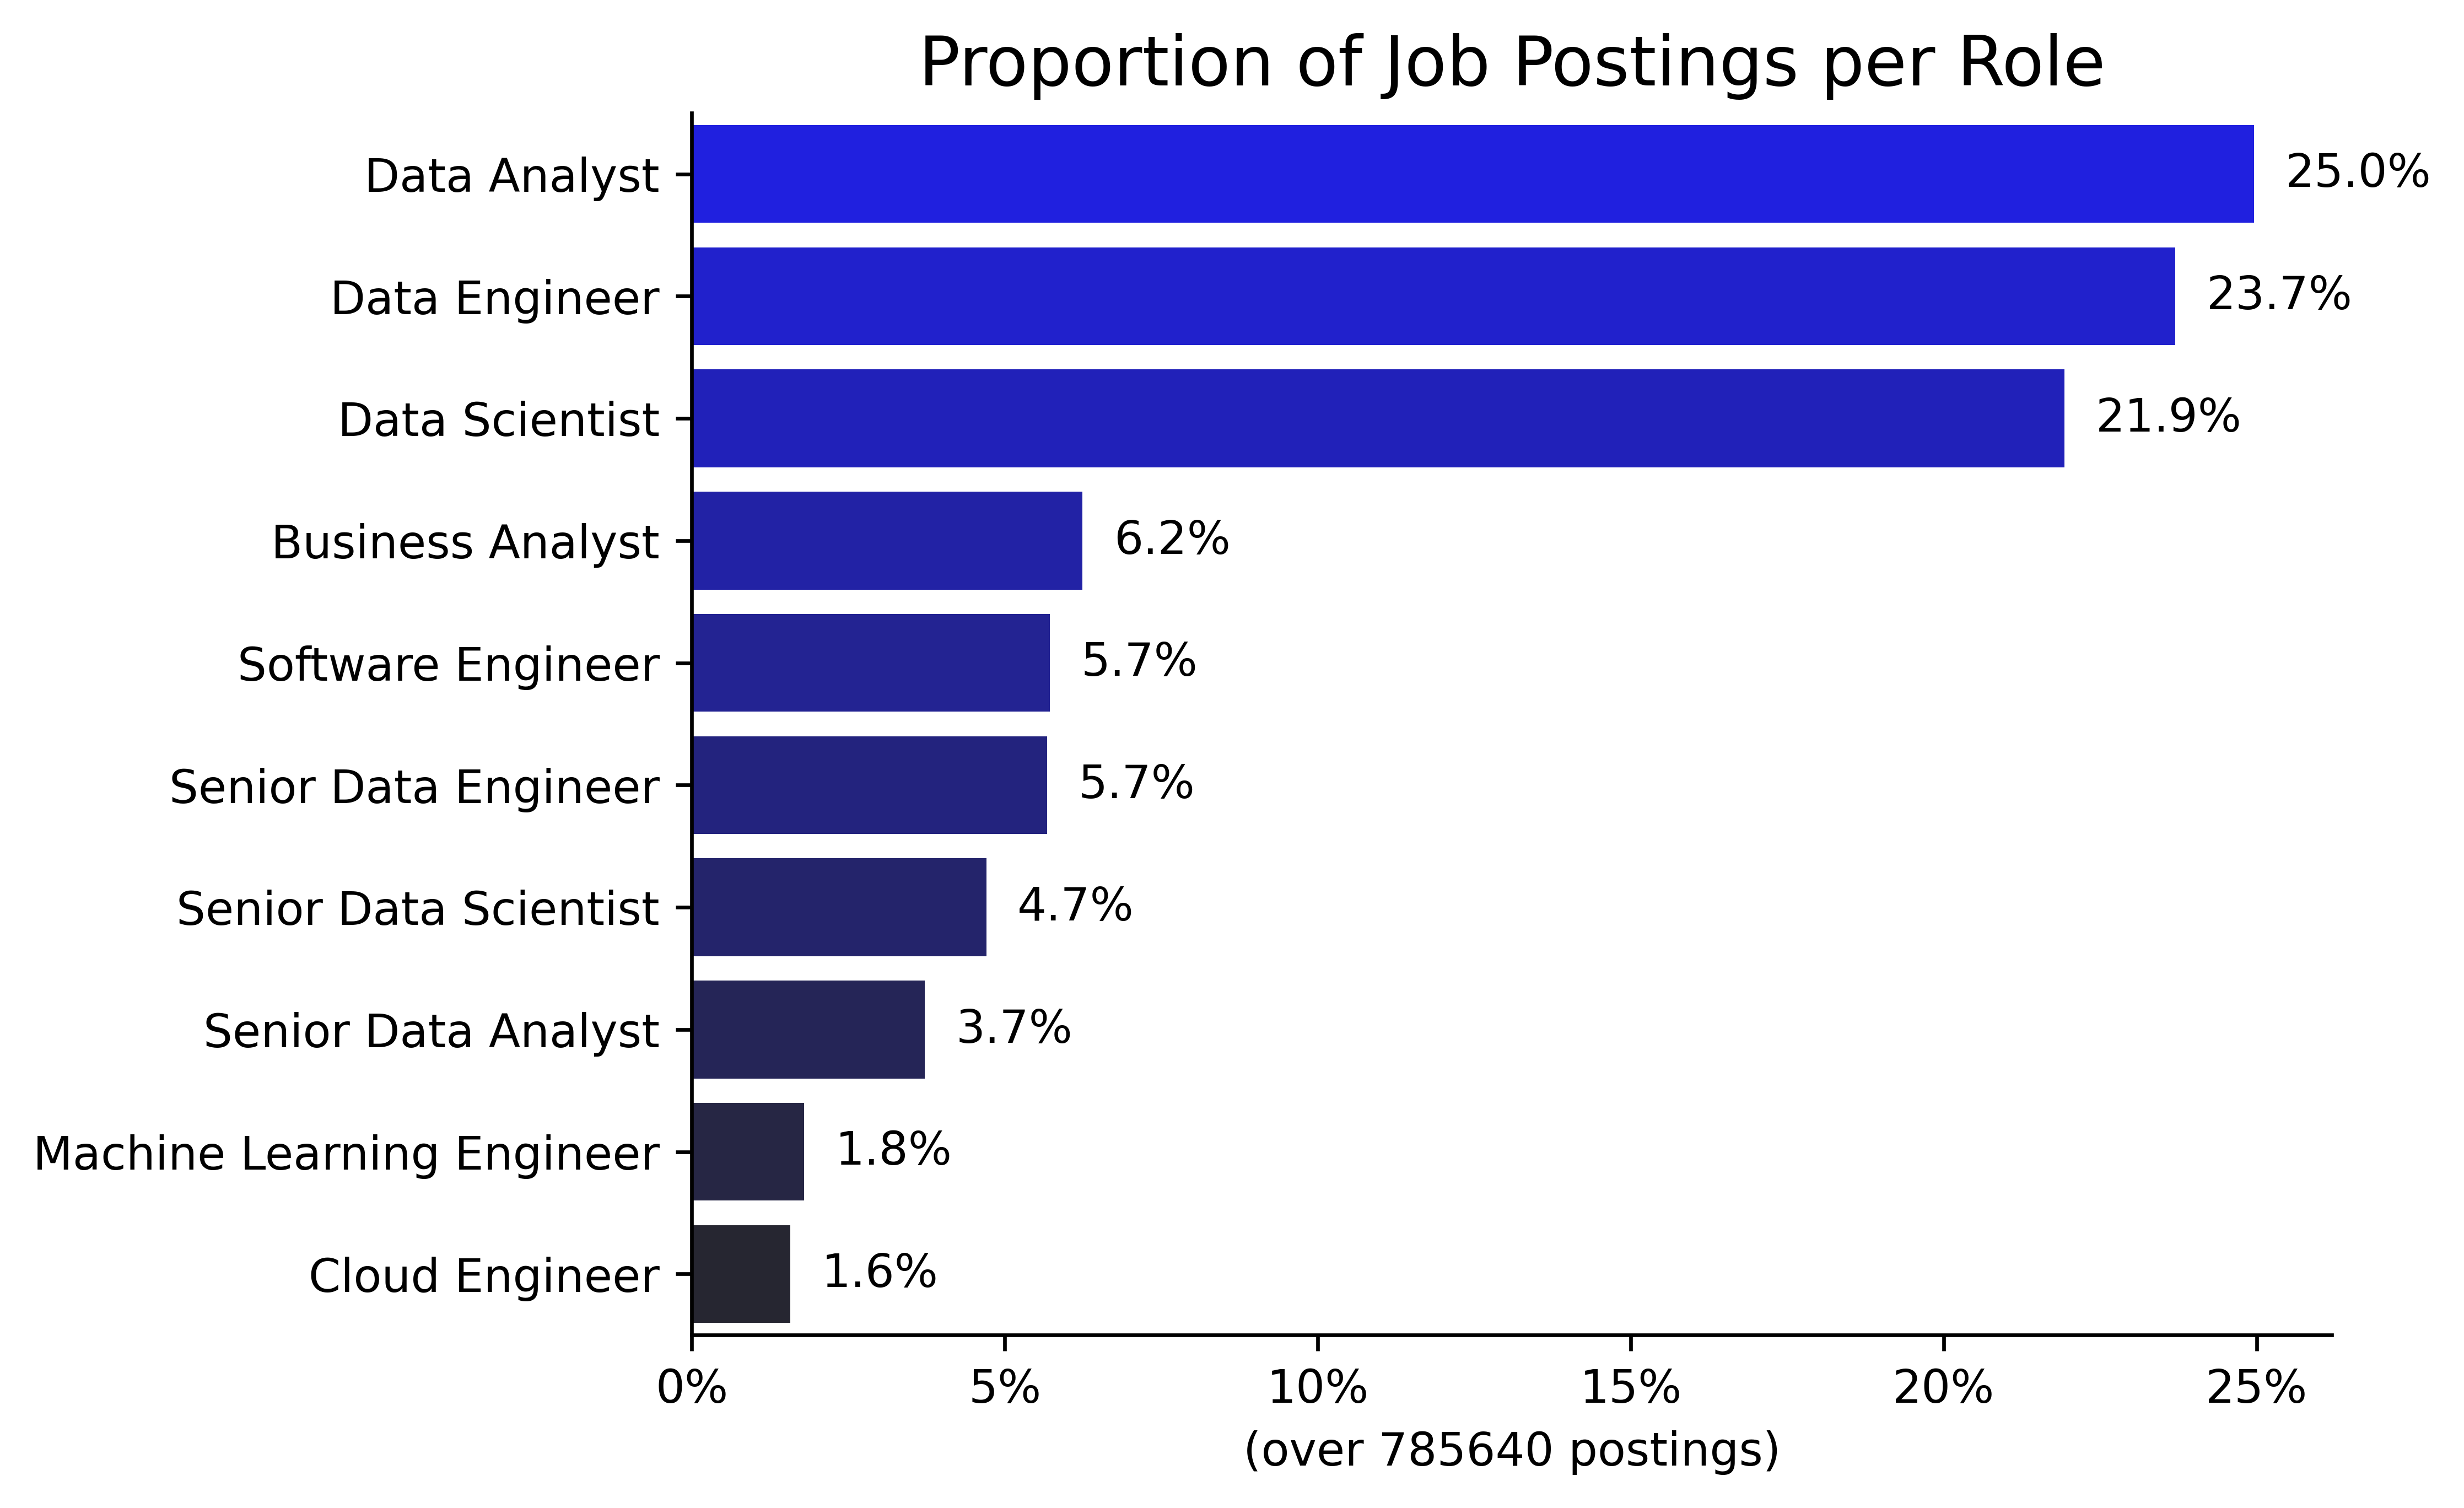 Proportion of Job Postings per Role
Data Analyst 25.0%
Data Engineer 23.7%
Data Scientist 21.9%
Business Analyst 6.2%
Software Engineer 5.7%
Senior Data Engineer 5.7%
Senior Data Scientist 4.7%
Senior Data Analyst 3.7%
Machine Learning Engineer 1.8%
Cloud Engineer 1.6%
0% 5% 10% 15% 20% 25%
(over 785640 postings)